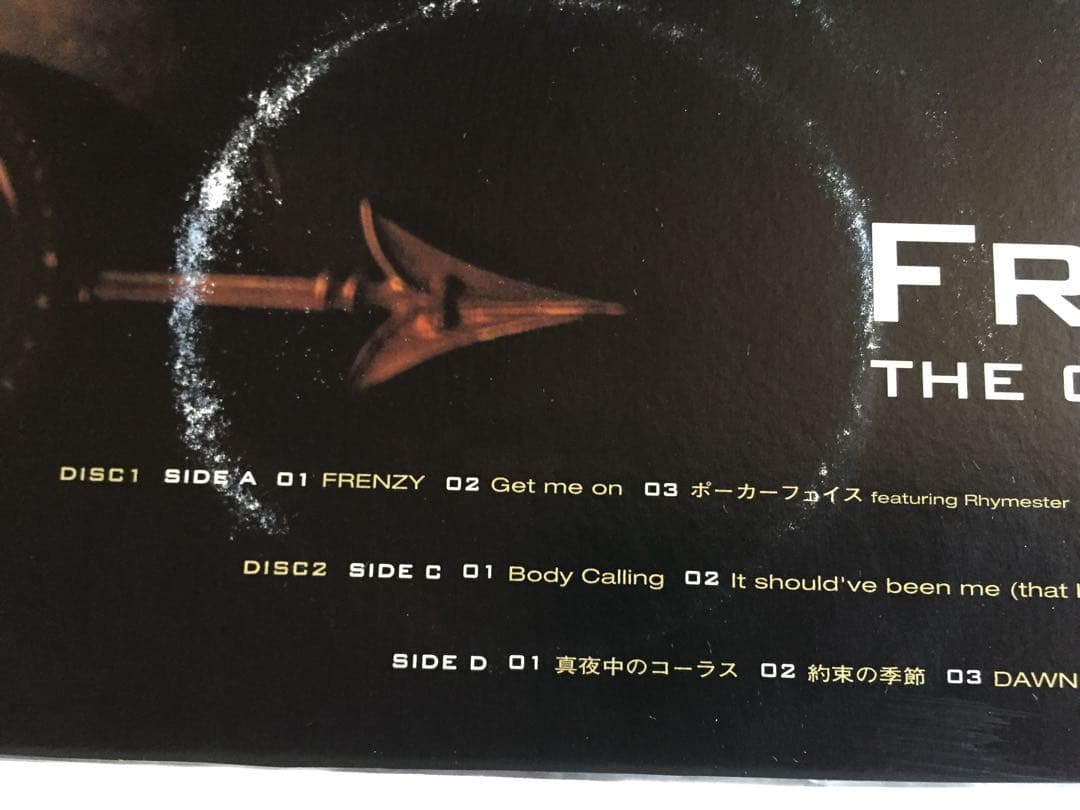 FR
THE
DISC1 SIDE A 01 FRENZY 02 Get me on 03 ポーカーフェイス featuring Rhymester
DISC2 SIDE C 01 Body Calling 02 It should've been me (that
SIDE D 01 真夜中のコーラス 02 約束の季節 03 DAWN